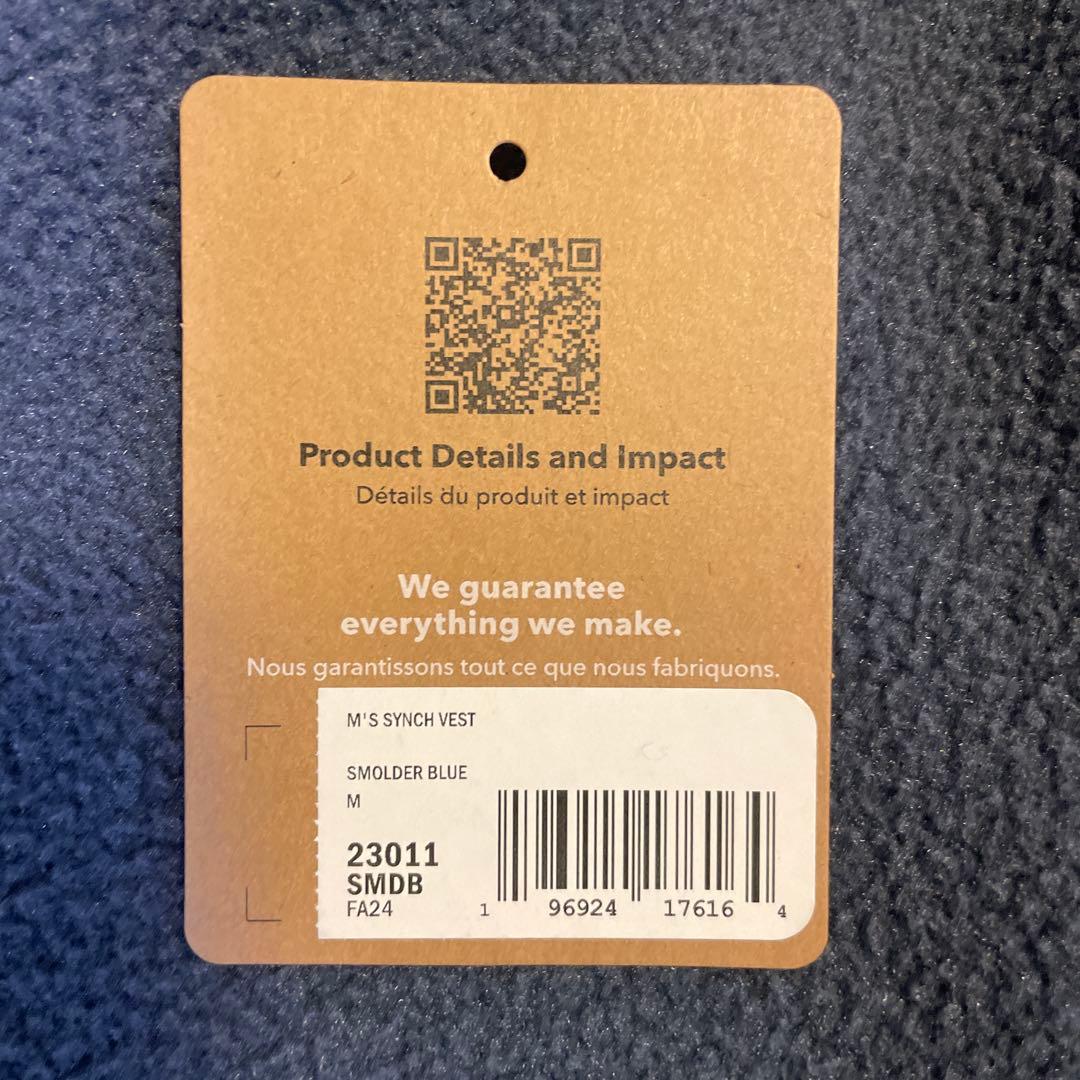 Product Details and Impact
Détails du produit et impact
We guarantee
everything we make.
Nous garantissons tout ce que nous fabriquons.
M'S SYNCH VEST
SMOLDER BLUE
M
23011
SMDB
FA24
1 96924 17616 4